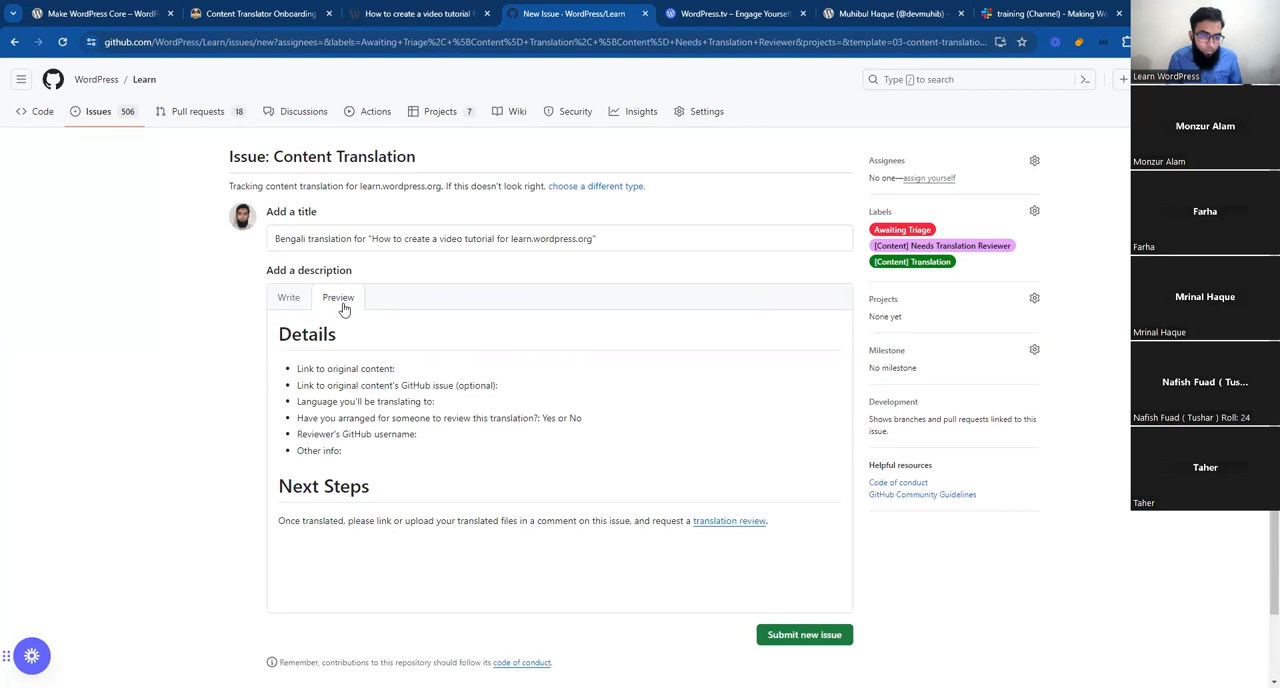 Make WordPress Core – WordP
Content Translator Onboarding
How to create a video tutorial f
New Issue · WordPress/Learn
WordPress.tv – Engage Yourself
Muhibul Haque (@devmuhib) –
training (Channel) - Making Wo
github.com/WordPress/Learn/issues/new?assignees=&labels=Awaiting+Triage%2C+%5BContent%5D+Translation%2C+%5BContent%5D+Needs+Translation+Reviewer&projects=&template=03-content-translatio...
WordPress / Learn
Type / to search
Code
Issues 506
Pull requests 18
Discussions
Actions
Projects 7
Wiki
Security
Insights
Settings
Issue: Content Translation
Tracking content translation for learn.wordpress.org. If this doesn't look right, choose a different type.
Add a title
Bengali translation for "How to create a video tutorial for learn.wordpress.org"
Add a description
Write
Preview
Details
Link to original content:
Link to original content's GitHub issue (optional):
Language you'll be translating to:
Have you arranged for someone to review this translation?: Yes or No
Reviewer's GitHub username:
Other info:
Next Steps
Once translated, please link or upload your translated files in a comment on this issue, and request a translation review.
Submit new issue
Remember, contributions to this repository should follow its code of conduct.
Assignees
No one—assign yourself
Labels
Awaiting Triage
[Content] Needs Translation Reviewer
[Content] Translation
Projects
None yet
Milestone
No milestone
Development
Shows branches and pull requests linked to this
issue.
Helpful resources
Code of conduct
GitHub Community Guidelines
Learn WordPress
Monzur Alam
Monzur Alam
Farha
Farha
Mrinal Haque
Mrinal Haque
Nafish Fuad ( Tus...
Nafish Fuad ( Tushar ) Roll: 24
Taher
Taher